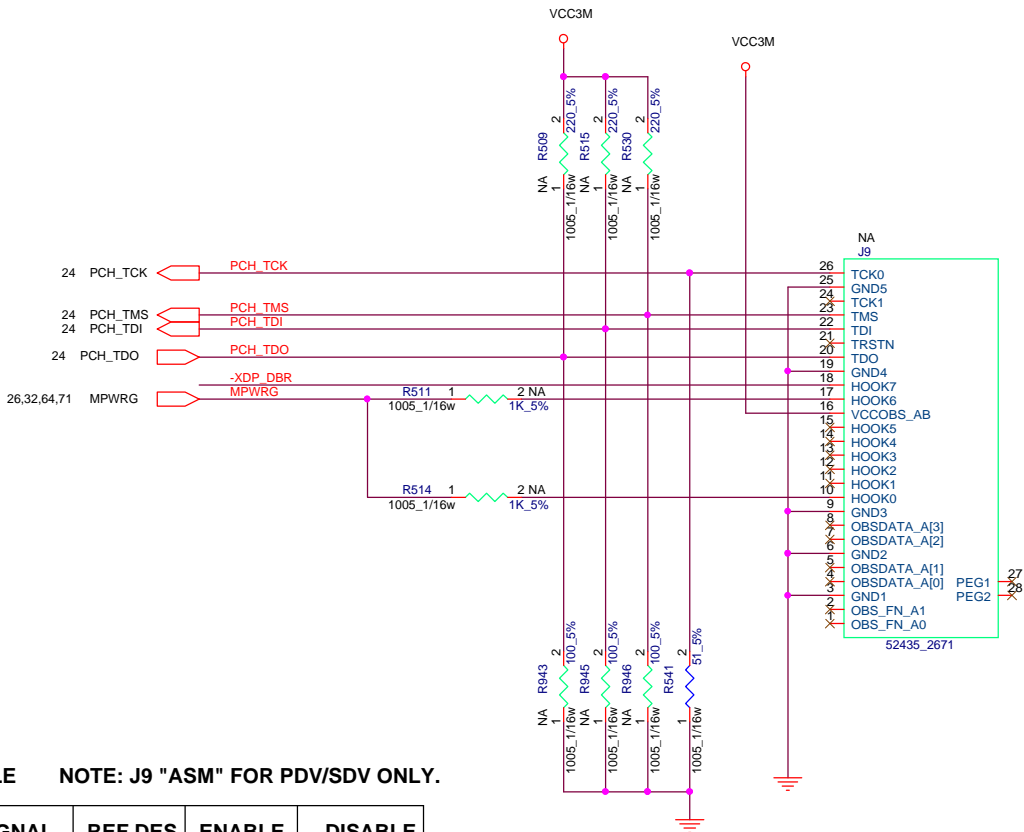 VCC3M
VCC3M
R509 2 220_5%
NA 1 1005_1/16w
R515 2 220_5%
NA 1 1005_1/16w
R530 2 220_5%
NA 1 1005_1/16w
NA
J9
24 PCH_TCK PCH_TCK
24 PCH_TMS PCH_TMS
24 PCH_TDI PCH_TDI
24 PCH_TDO PCH_TDO
-XDP_DBR
26,32,64,71 MPWRG MPWRG
R511 1 2 NA
1005_1/16w 1K_5%
R514 1 2 NA
1005_1/16w 1K_5%
26 TCK0
25 GND5
24 TCK1
23 TMS
22 TDI
21 TRSTN
20 TDO
19 GND4
18 HOOK7
17 HOOK6
16 VCCOBS_AB
15 HOOK5
14 HOOK4
13 HOOK3
12 HOOK2
11 HOOK1
10 HOOK0
9 GND3
8 OBSDATA_A[3]
7 OBSDATA_A[2]
6 GND2
5 OBSDATA_A[1]
4 OBSDATA_A[0] PEG1 27
3 GND1 PEG2 28
2 OBS_FN_A1
1 OBS_FN_A0
52435_2671
R943 2 100_5%
NA 1 1005_1/16w
R945 2 100_5%
NA 1 1005_1/16w
R946 2 100_5%
NA 1 1005_1/16w
R541 2 51_5%
1 1005_1/16w
LE NOTE: J9 "ASM" FOR PDV/SDV ONLY.
GNAL REF DES ENABLE DISABLE